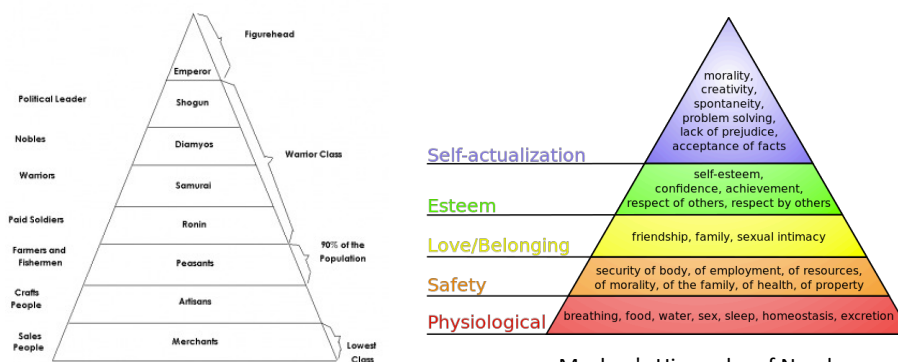 Figurehead
Emperor
Political Leader
Shogun
Nobles
Diamyos
Warrior Class
Warriors
Samurai
Paid Soldiers
Ronin
Farmers and
Fishermen
Peasants
90% of the
Population
Crafts
People
Artisans
Sales
People
Merchants
Lowest
Class
morality,
creativity,
spontaneity,
problem solving,
lack of prejudice,
acceptance of facts
Self-actualization
self-esteem,
confidence, achievement,
respect of others, respect by others
Esteem
friendship, family, sexual intimacy
Love/Belonging
security of body, of employment, of resources,
of morality, of the family, of health, of property
Safety
breathing, food, water, sex, sleep, homeostasis, excretion
Physiological